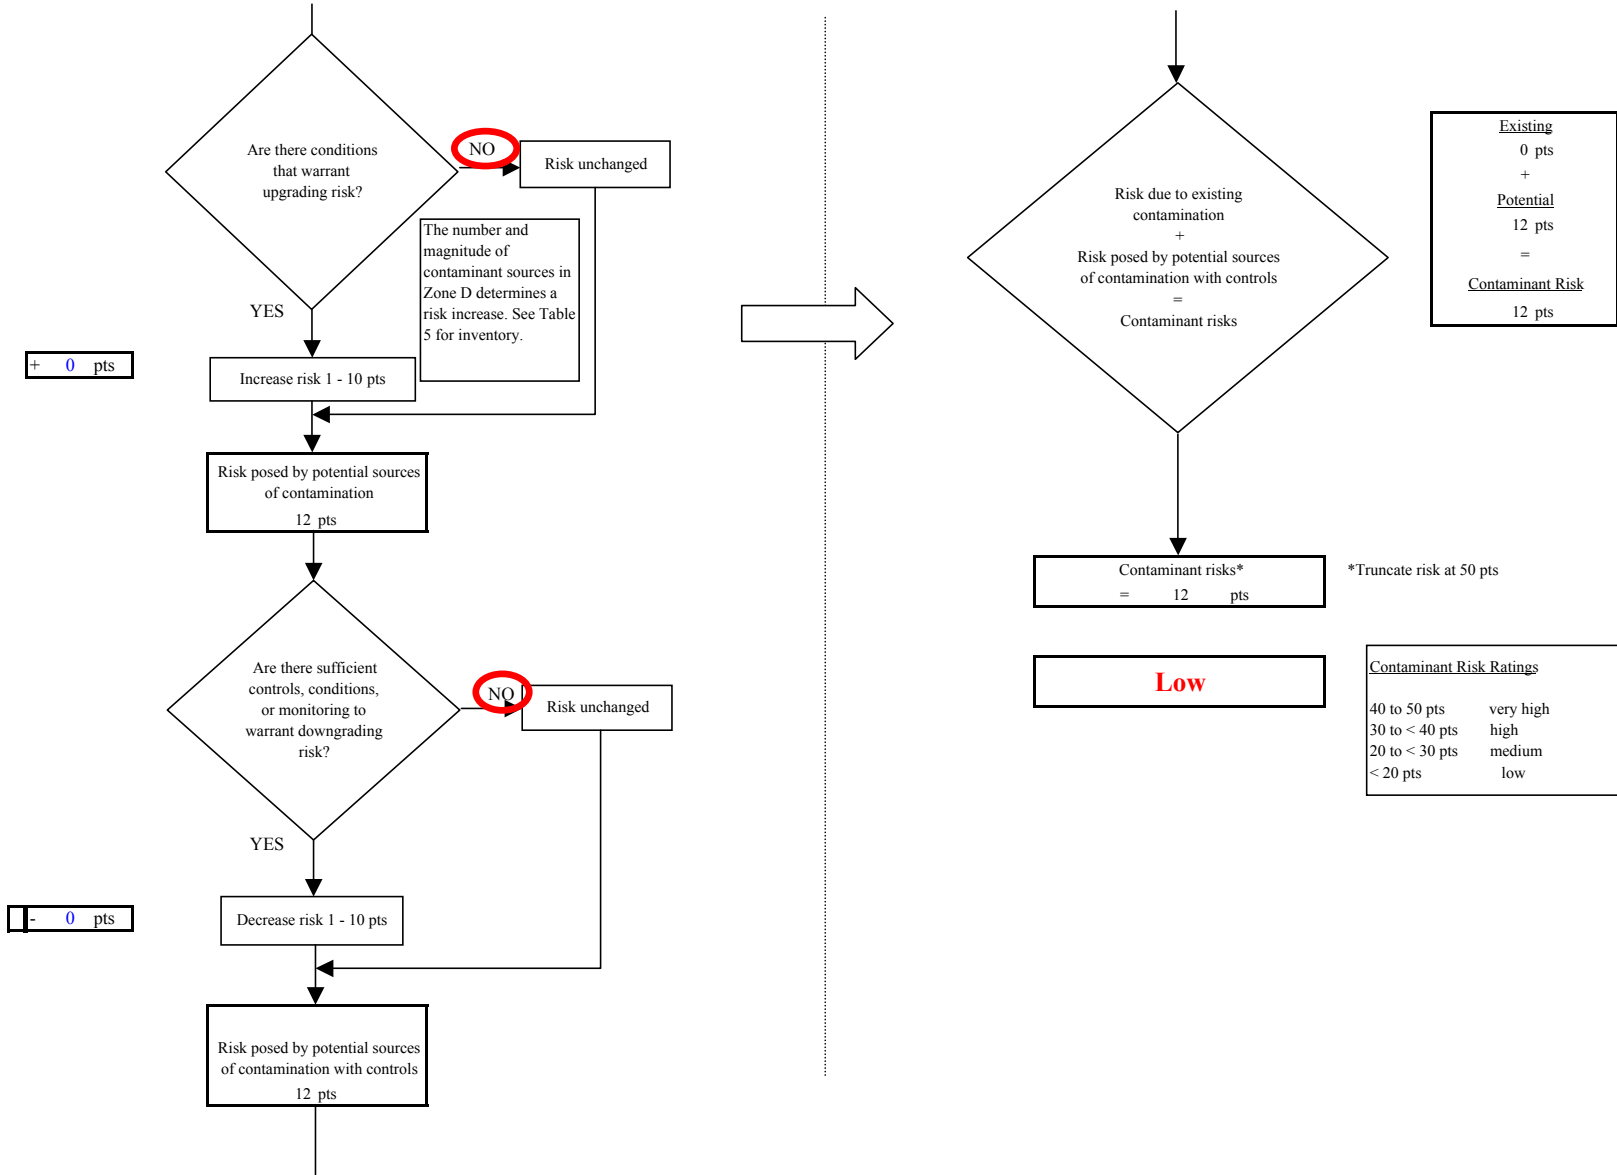 Are there conditions
that warrant
upgrading risk?
NO
Risk unchanged
The number and
magnitude of
contaminant sources in
Zone D determines a
risk increase. See Table
5 for inventory.
YES
+ 0 pts
Increase risk 1 - 10 pts
Risk posed by potential sources
of contamination
12 pts
Are there sufficient
controls, conditions,
or monitoring to
warrant downgrading
risk?
NO
Risk unchanged
YES
- 0 pts
Decrease risk 1 - 10 pts
Risk posed by potential sources
of contamination with controls
12 pts
Risk due to existing
contamination
+
Risk posed by potential sources
of contamination with controls
=
Contaminant risks
Existing
0 pts
+
Potential
12 pts
=
Contaminant Risk
12 pts
Contaminant risks*
= 12 pts
*Truncate risk at 50 pts
Low
Contaminant Risk Ratings
40 to 50 pts very high
30 to < 40 pts high
20 to < 30 pts medium
< 20 pts low